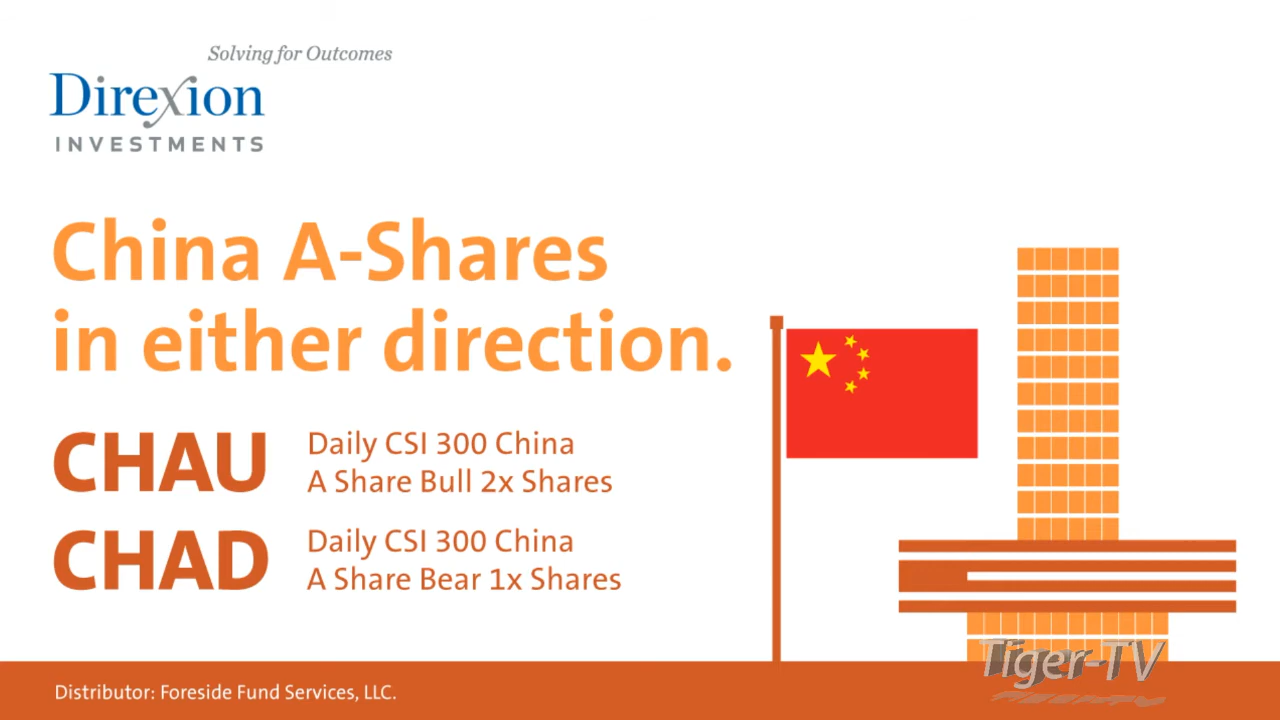 Solving for Outcomes
Direxion
INVESTMENTS
China A-Shares
in either direction.
CHAU
Daily CSI 300 China
A Share Bull 2x Shares
CHAD
Daily CSI 300 China
A Share Bear 1x Shares
Tiger-TV
Distributor: Foreside Fund Services, LLC.